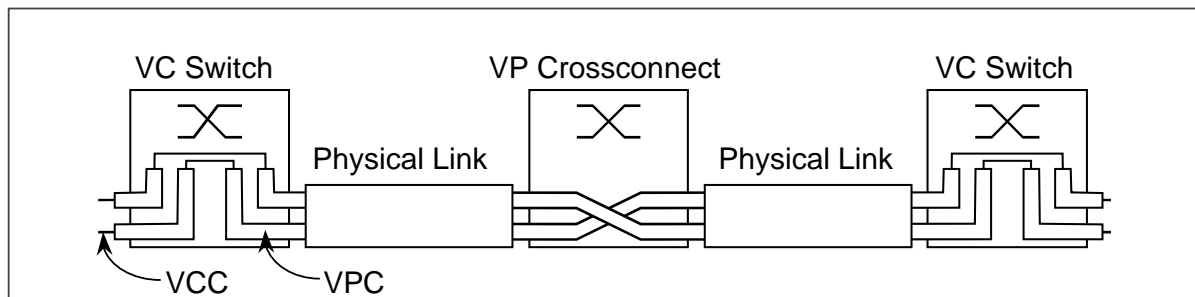 VC Switch
VP Crossconnect
VC Switch
Physical Link
Physical Link
VCC
VPC